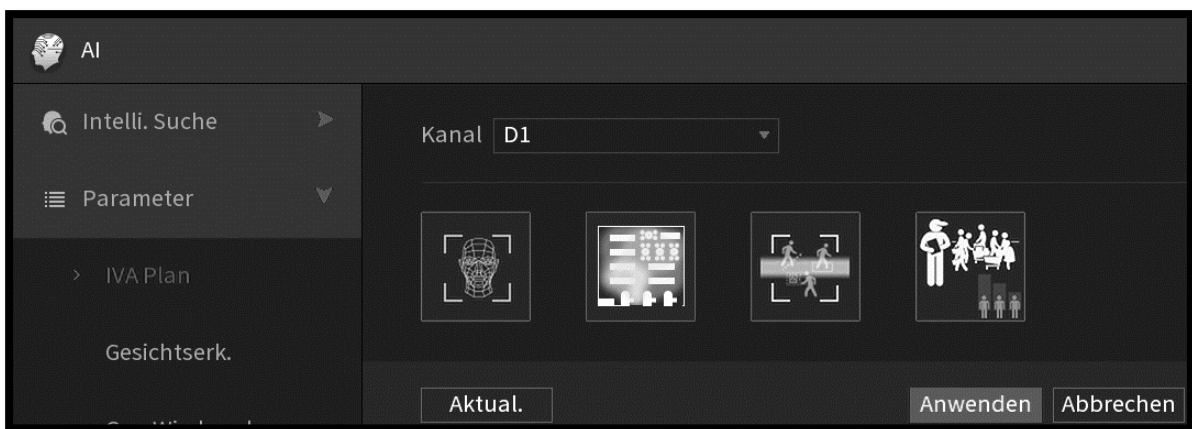 AI
Intelli. Suche
Parameter
IVA Plan
Gesichtserk.
Kanal D1
Aktual.
Anwenden
Abbrechen